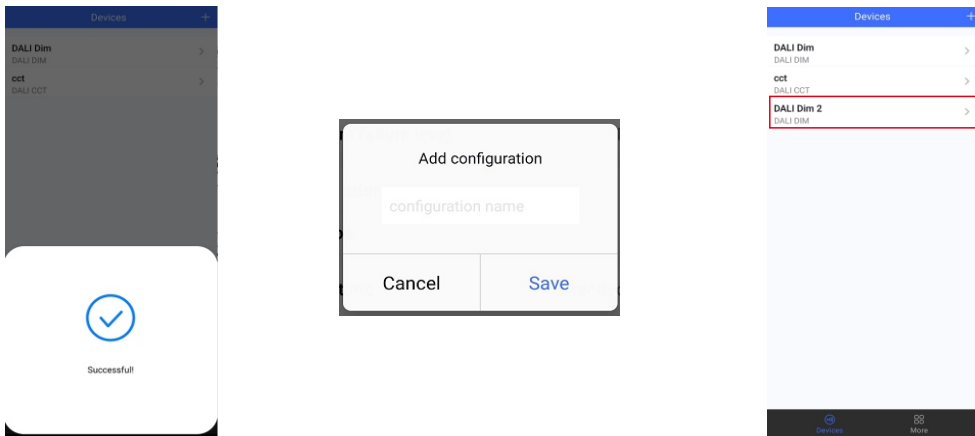 Devices +
DALI Dim
DALI DIM
cct
DALI CCT
Successful!
Add configuration
configuration name
Cancel
Save
Devices +
DALI Dim
DALI DIM
cct
DALI CCT
DALI Dim 2
DALI DIM
Devices
More